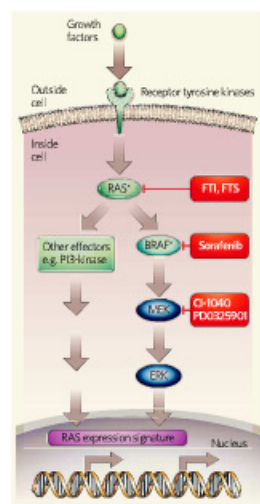 Growth
factors
Outside
cell
Receptor tyrosine kinases
Inside
cell
RAS*
FTI, FTS
Other effectors
e.g. PI3-kinase
BRAF*
Sorafenib
MEK
CI-1040
PD0325901
ERK
RAS expression signature
Nucleus